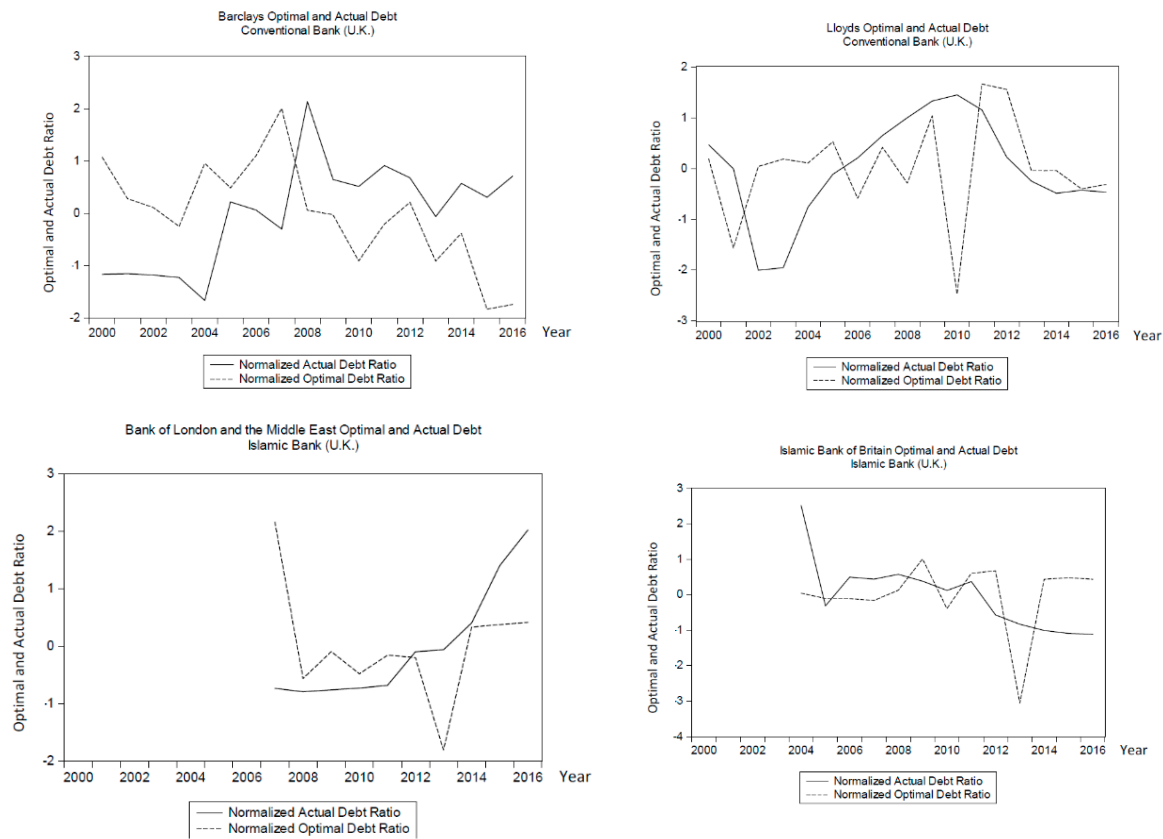 Barclays Optimal and Actual Debt
Conventional Bank (U.K.)
Optimal and Actual Debt Ratio
3
2
1
0
-1
-2
2000 2002 2004 2006 2008 2010 2012 2014 2016 Year
Normalized Actual Debt Ratio
Normalized Optimal Debt Ratio
Lloyds Optimal and Actual Debt
Conventional Bank (U.K.)
Optimal and Actual Debt Ratio
2
1
0
-1
-2
-3
2000 2002 2004 2006 2008 2010 2012 2014 2016 Year
Normalized Actual Debt Ratio
Normalized Optimal Debt Ratio
Bank of London and the Middle East Optimal and Actual Debt
Islamic Bank (U.K.)
Optimal and Actual Debt Ratio
3
2
1
0
-1
-2
2000 2002 2004 2006 2008 2010 2012 2014 2016 Year
Normalized Actual Debt Ratio
Normalized Optimal Debt Ratio
Islamic Bank of Britain Optimal and Actual Debt
Islamic Bank (U.K.)
Optimal and Actual Debt Ratio
3
2
1
0
-1
-2
-3
-4
2000 2002 2004 2006 2008 2010 2012 2014 2016 Year
Normalized Actual Debt Ratio
Normalized Optimal Debt Ratio